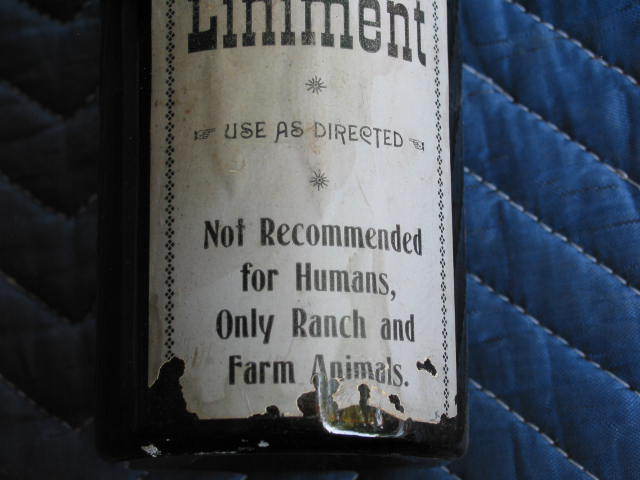 Liniment
USE AS DIRECTED
Not Recommended
for Humans,
Only Ranch and
Farm Animals.